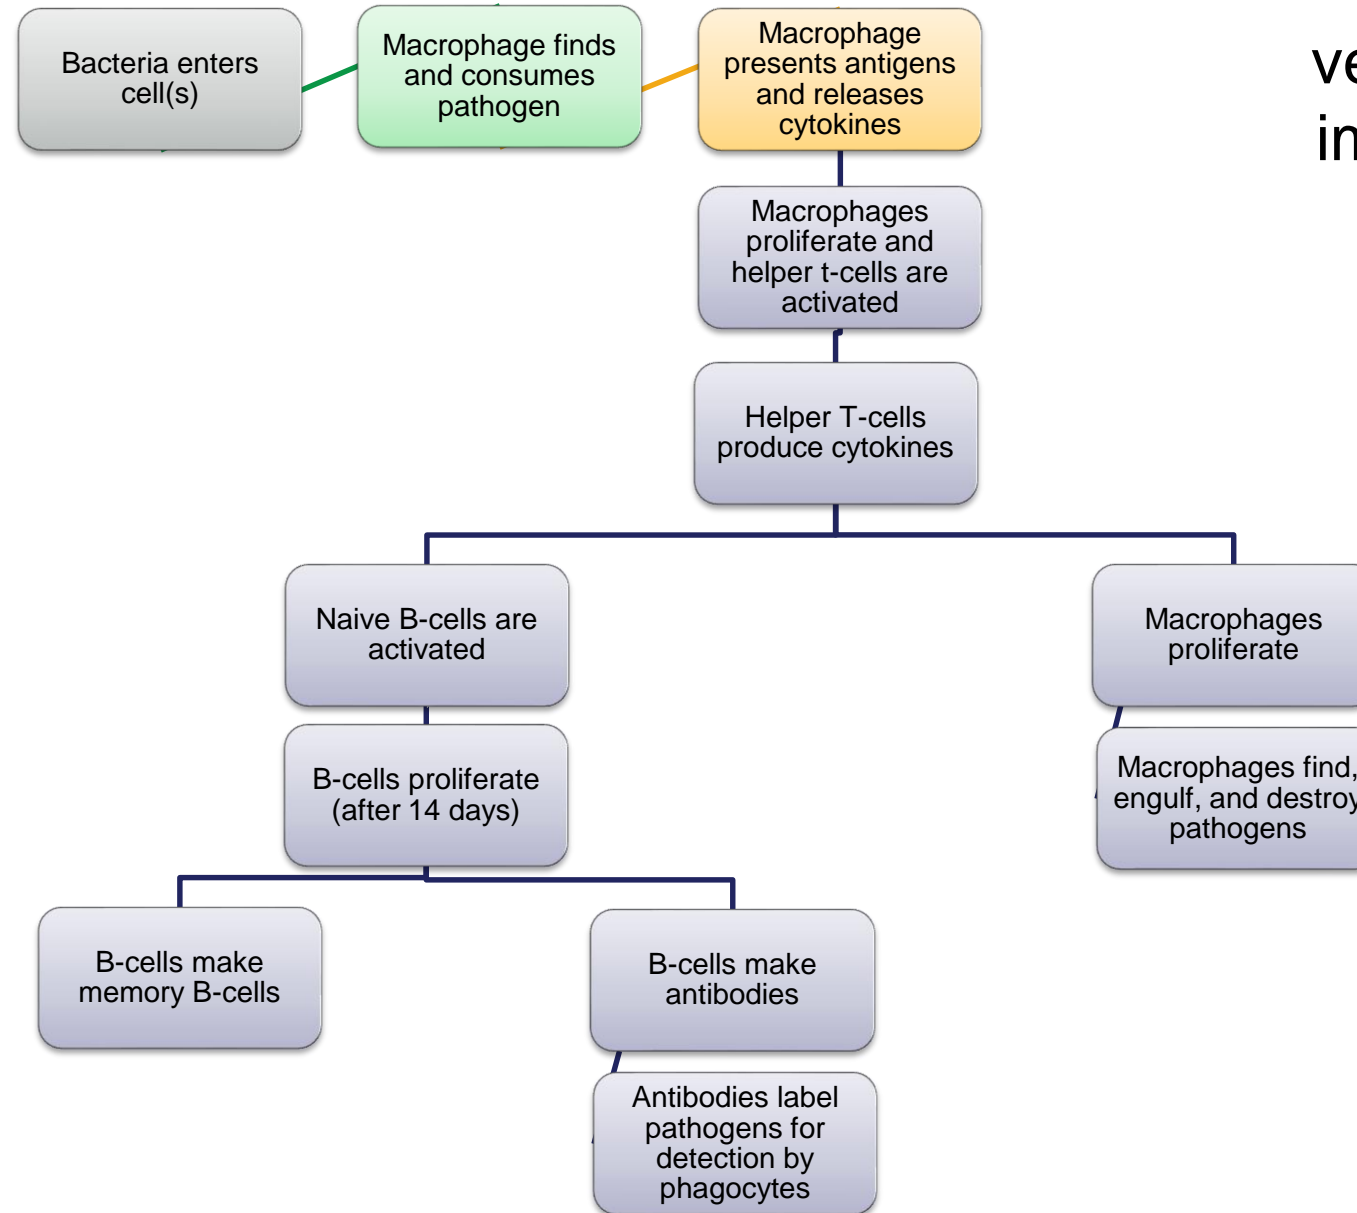 Bacteria enters
cell(s)
Macrophage finds
and consumes
pathogen
Macrophage
presents antigens
and releases
cytokines
Macrophages
proliferate and
helper t-cells are
activated
Helper T-cells
produce cytokines
Naive B-cells are
activated
Macrophages
proliferate
B-cells proliferate
(after 14 days)
Macrophages find,
engulf, and destroy
pathogens
B-cells make
memory B-cells
B-cells make
antibodies
Antibodies label
pathogens for
detection by
phagocytes